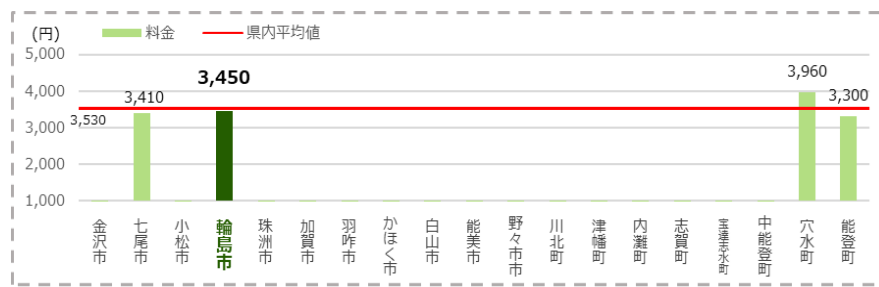 (円) 料金 県内平均値
5,000
4,000
3,000
2,000
1,000
3,530
3,410
3,450
3,960
3,300
金沢市
七尾市
小松市
輪島市
珠洲市
加賀市
羽咋市
かほく市
白山市
能美市
野々市市
川北町
津幡町
内灘町
志賀町
宝達志水町
中能登町
穴水町
能登町